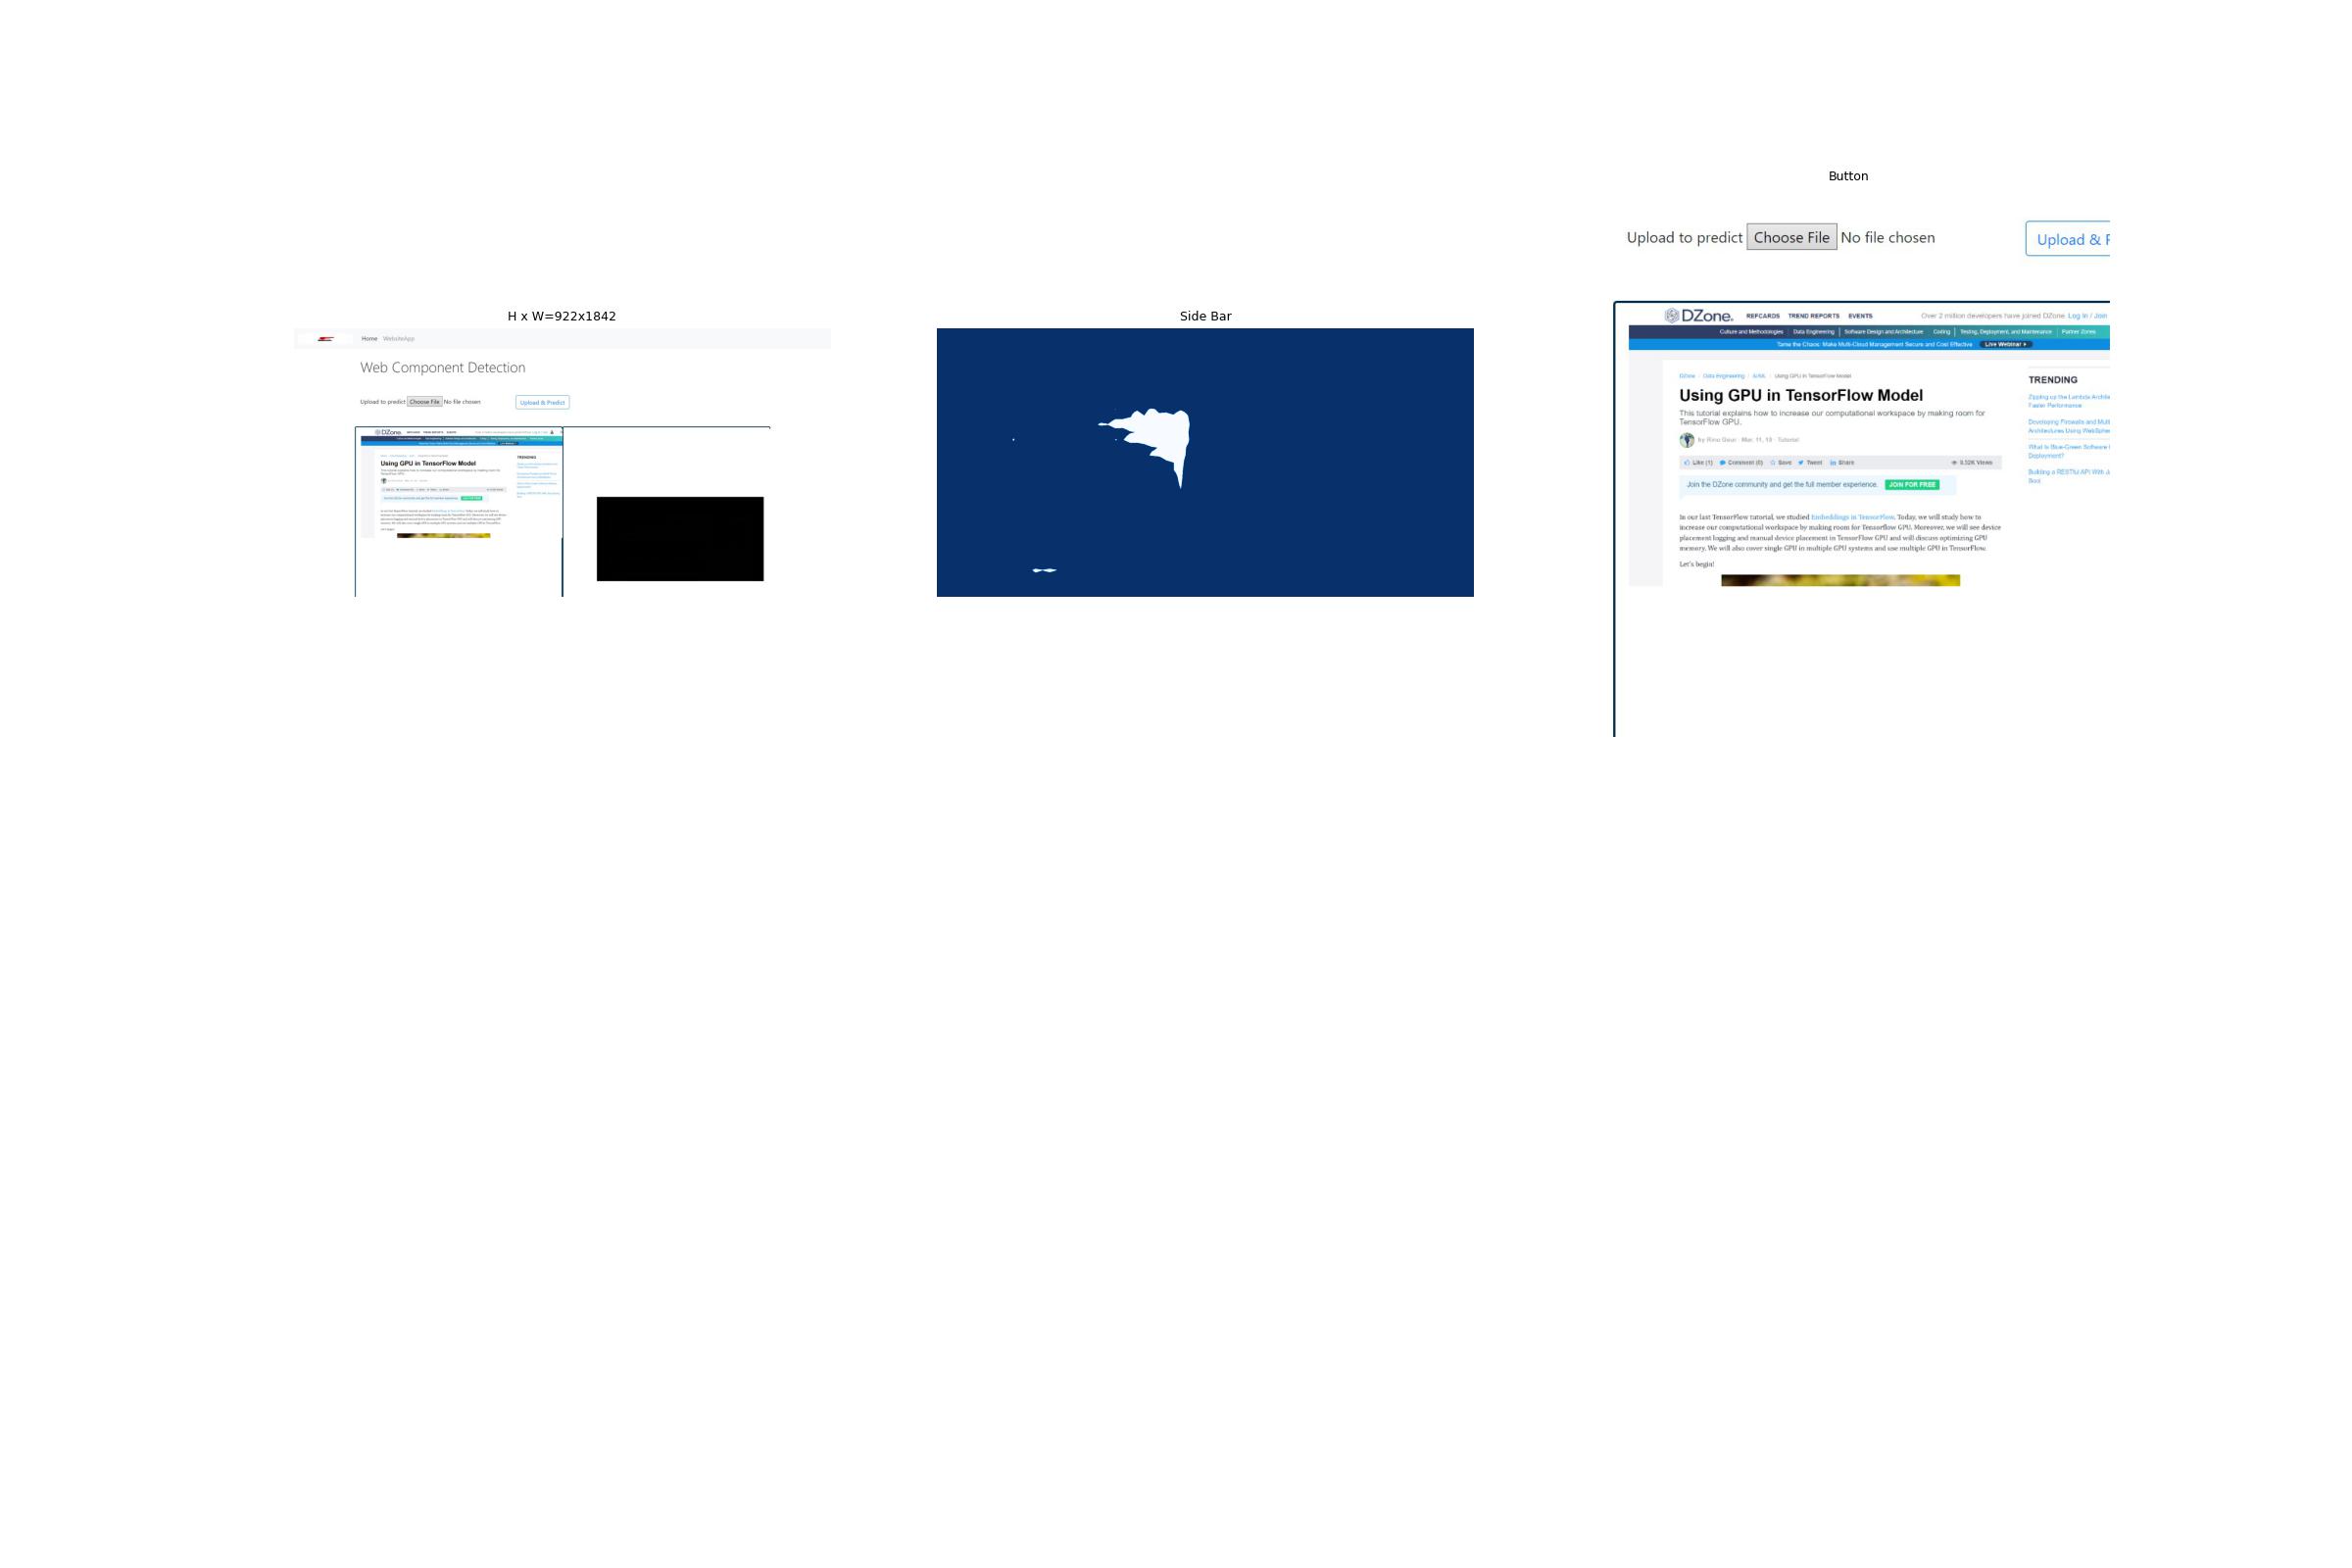 H x W=922x1842
Home WebsiteApp
Web Component Detection
Upload to predict Choose File No file chosen Upload & Predict
DZone. REFCARDS TREND REPORTS EVENTS
TRENDING
Using GPU in TensorFlow Model
Side Bar
Button
Upload to predict Choose File No file chosen Upload & P
DZone. REFCARDS TREND REPORTS EVENTS Over 2 million developers have joined DZone. Log In / Join
Culture and Methodologies Data Engineering Software Design and Architecture Coding Testing, Deployment, and Maintenance Partner Zones
Tame the Chaos: Make Multi-Cloud Management Secure and Cost Effective Live Webinar
DZone Data Engineering AI/ML Using GPU in TensorFlow Model
Using GPU in TensorFlow Model
This tutorial explains how to increase our computational workspace by making room for
TensorFlow GPU.
by Rinu Gour Mar. 11, 19 Tutorial
Like (1) Comment (0) Save Tweet Share 9.32K Views
Join the DZone community and get the full member experience. JOIN FOR FREE
In our last TensorFlow tutorial, we studied Embeddings in TensorFlow. Today, we will study how to
increase our computational workspace by making room for Tensorflow GPU. Moreover, we will see device
placement logging and manual device placement in TensorFlow GPU and will discuss optimizing GPU
memory. We will also cover single GPU in multiple GPU systems and use multiple GPU in TensorFlow.
Let's begin!
TRENDING
Zipping up the Lambda Archite
Faster Performance
Developing Firewalls and Multi
Architectures Using WebSpher
What Is Blue-Green Software
Deployment?
Building a RESTful API With
Boot